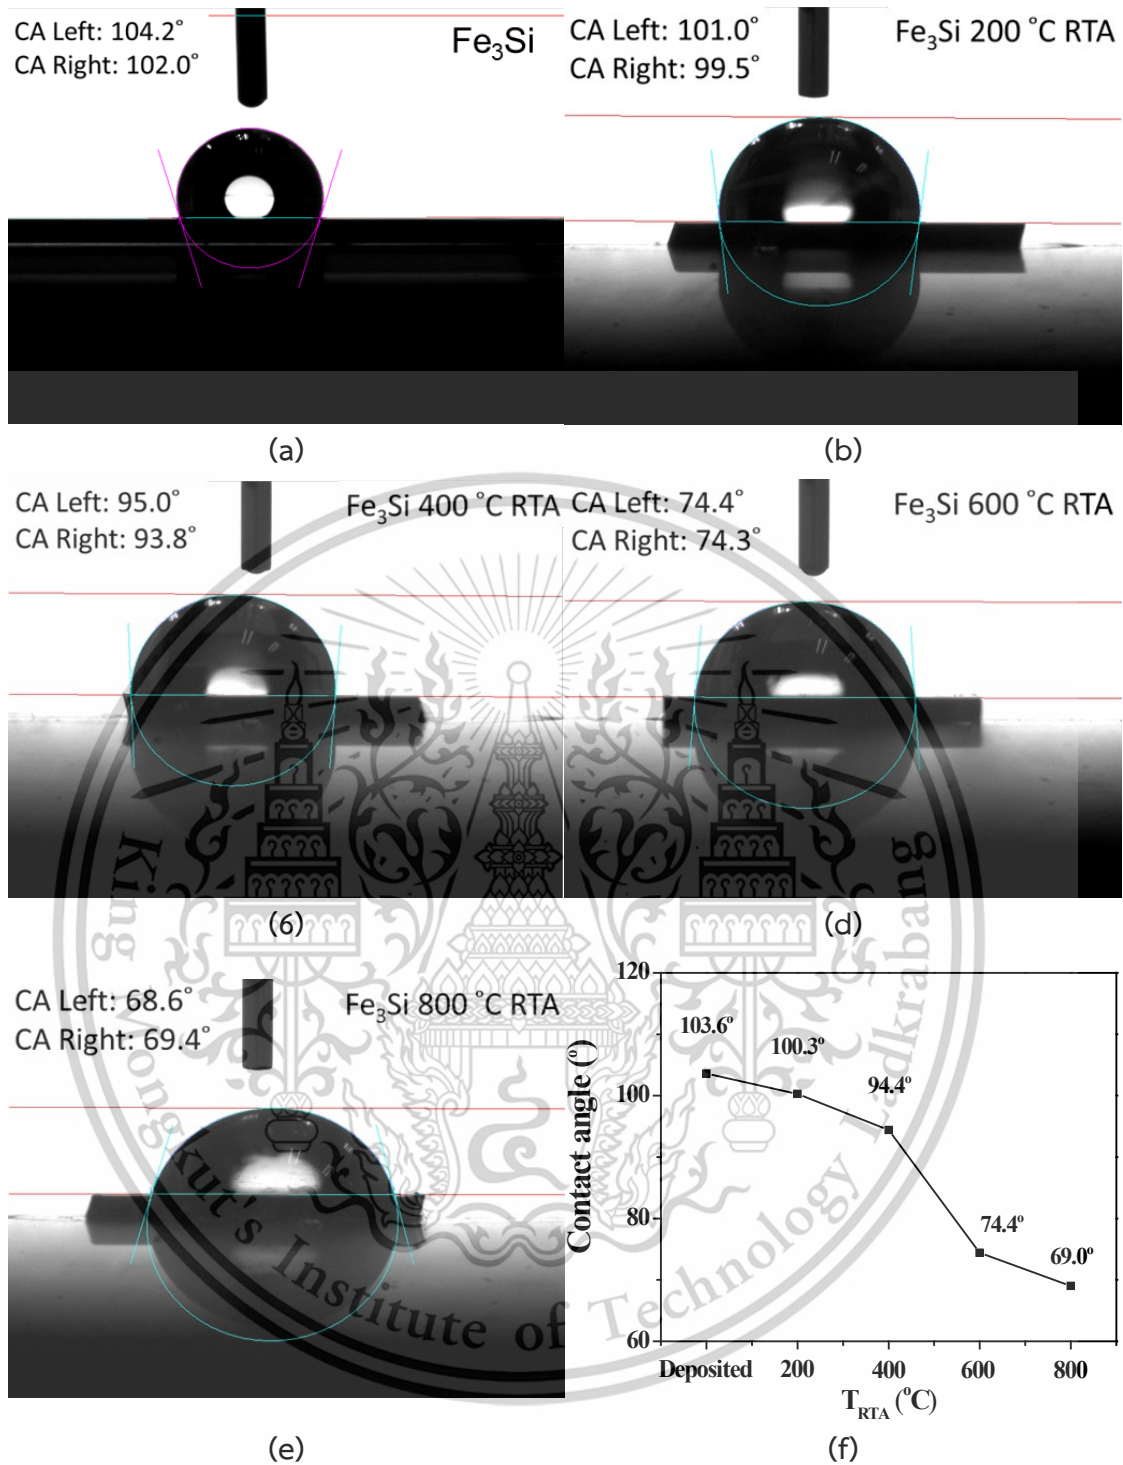 CA Left: 104.2°
CA Right: 102.0°
Fe₃Si
CA Left: 101.0°
CA Right: 99.5°
Fe₃Si 200 °C RTA
(a)
(b)
CA Left: 95.0°
CA Right: 93.8°
Fe₃Si 400 °C RTA
CA Left: 74.4°
CA Right: 74.3°
Fe₃Si 600 °C RTA
(6)
(d)
CA Left: 68.6°
CA Right: 69.4°
Fe₃Si 800 °C RTA
120
100
80
60
Contact angle (°)
103.6°
100.3°
94.4°
74.4°
69.0°
Deposited 200 400 600 800
T_RTA (°C)
(e)
(f)
King Mongkut's Institute of Technology Ladkrabang